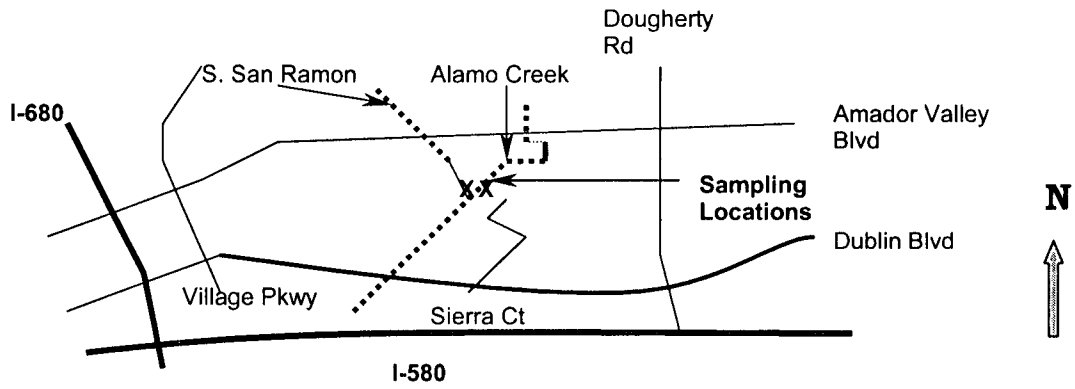 Dougherty
Rd
S. San Ramon
Alamo Creek
I-680
Amador Valley
Blvd
X X
Sampling
Locations
N
Dublin Blvd
Village Pkwy
Sierra Ct
I-580